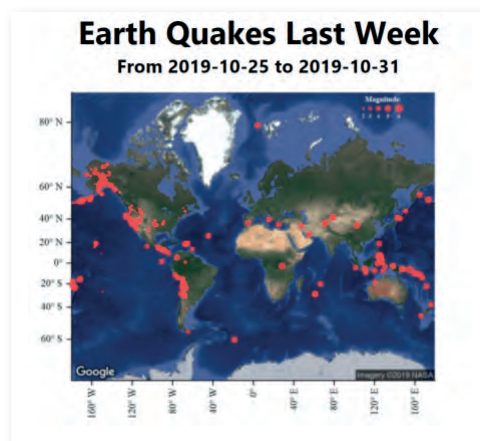 Earth Quakes Last Week
From 2019-10-25 to 2019-10-31
Magnitude
80° N
60° N
40° N
20° N
0°
20° S
40° S
60° S
Google
Imagery ©2019 NASA
160° W
120° W
80° W
40° W
0°
40° E
80° E
120° E
160° E